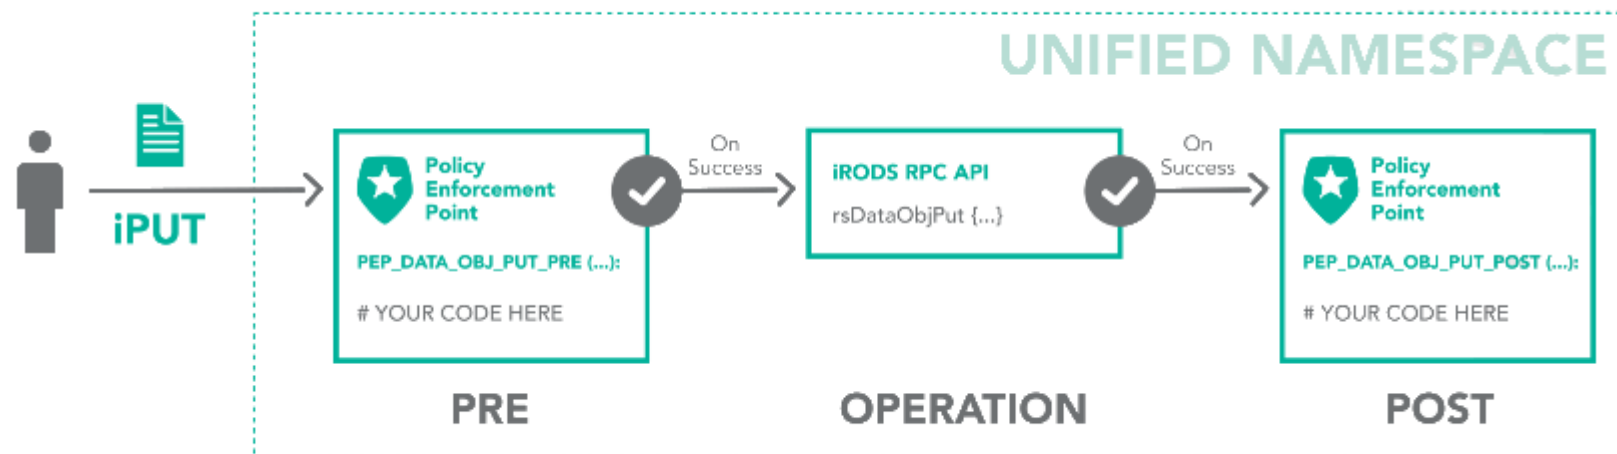 UNIFIED NAMESPACE
iPUT
Policy
Enforcement
Point
PEP_DATA_OBJ_PUT_PRE (...):
# YOUR CODE HERE
PRE
On
Success
iRODS RPC API
rsDataObjPut {...}
OPERATION
On
Success
Policy
Enforcement
Point
PEP_DATA_OBJ_PUT_POST (...):
# YOUR CODE HERE
POST